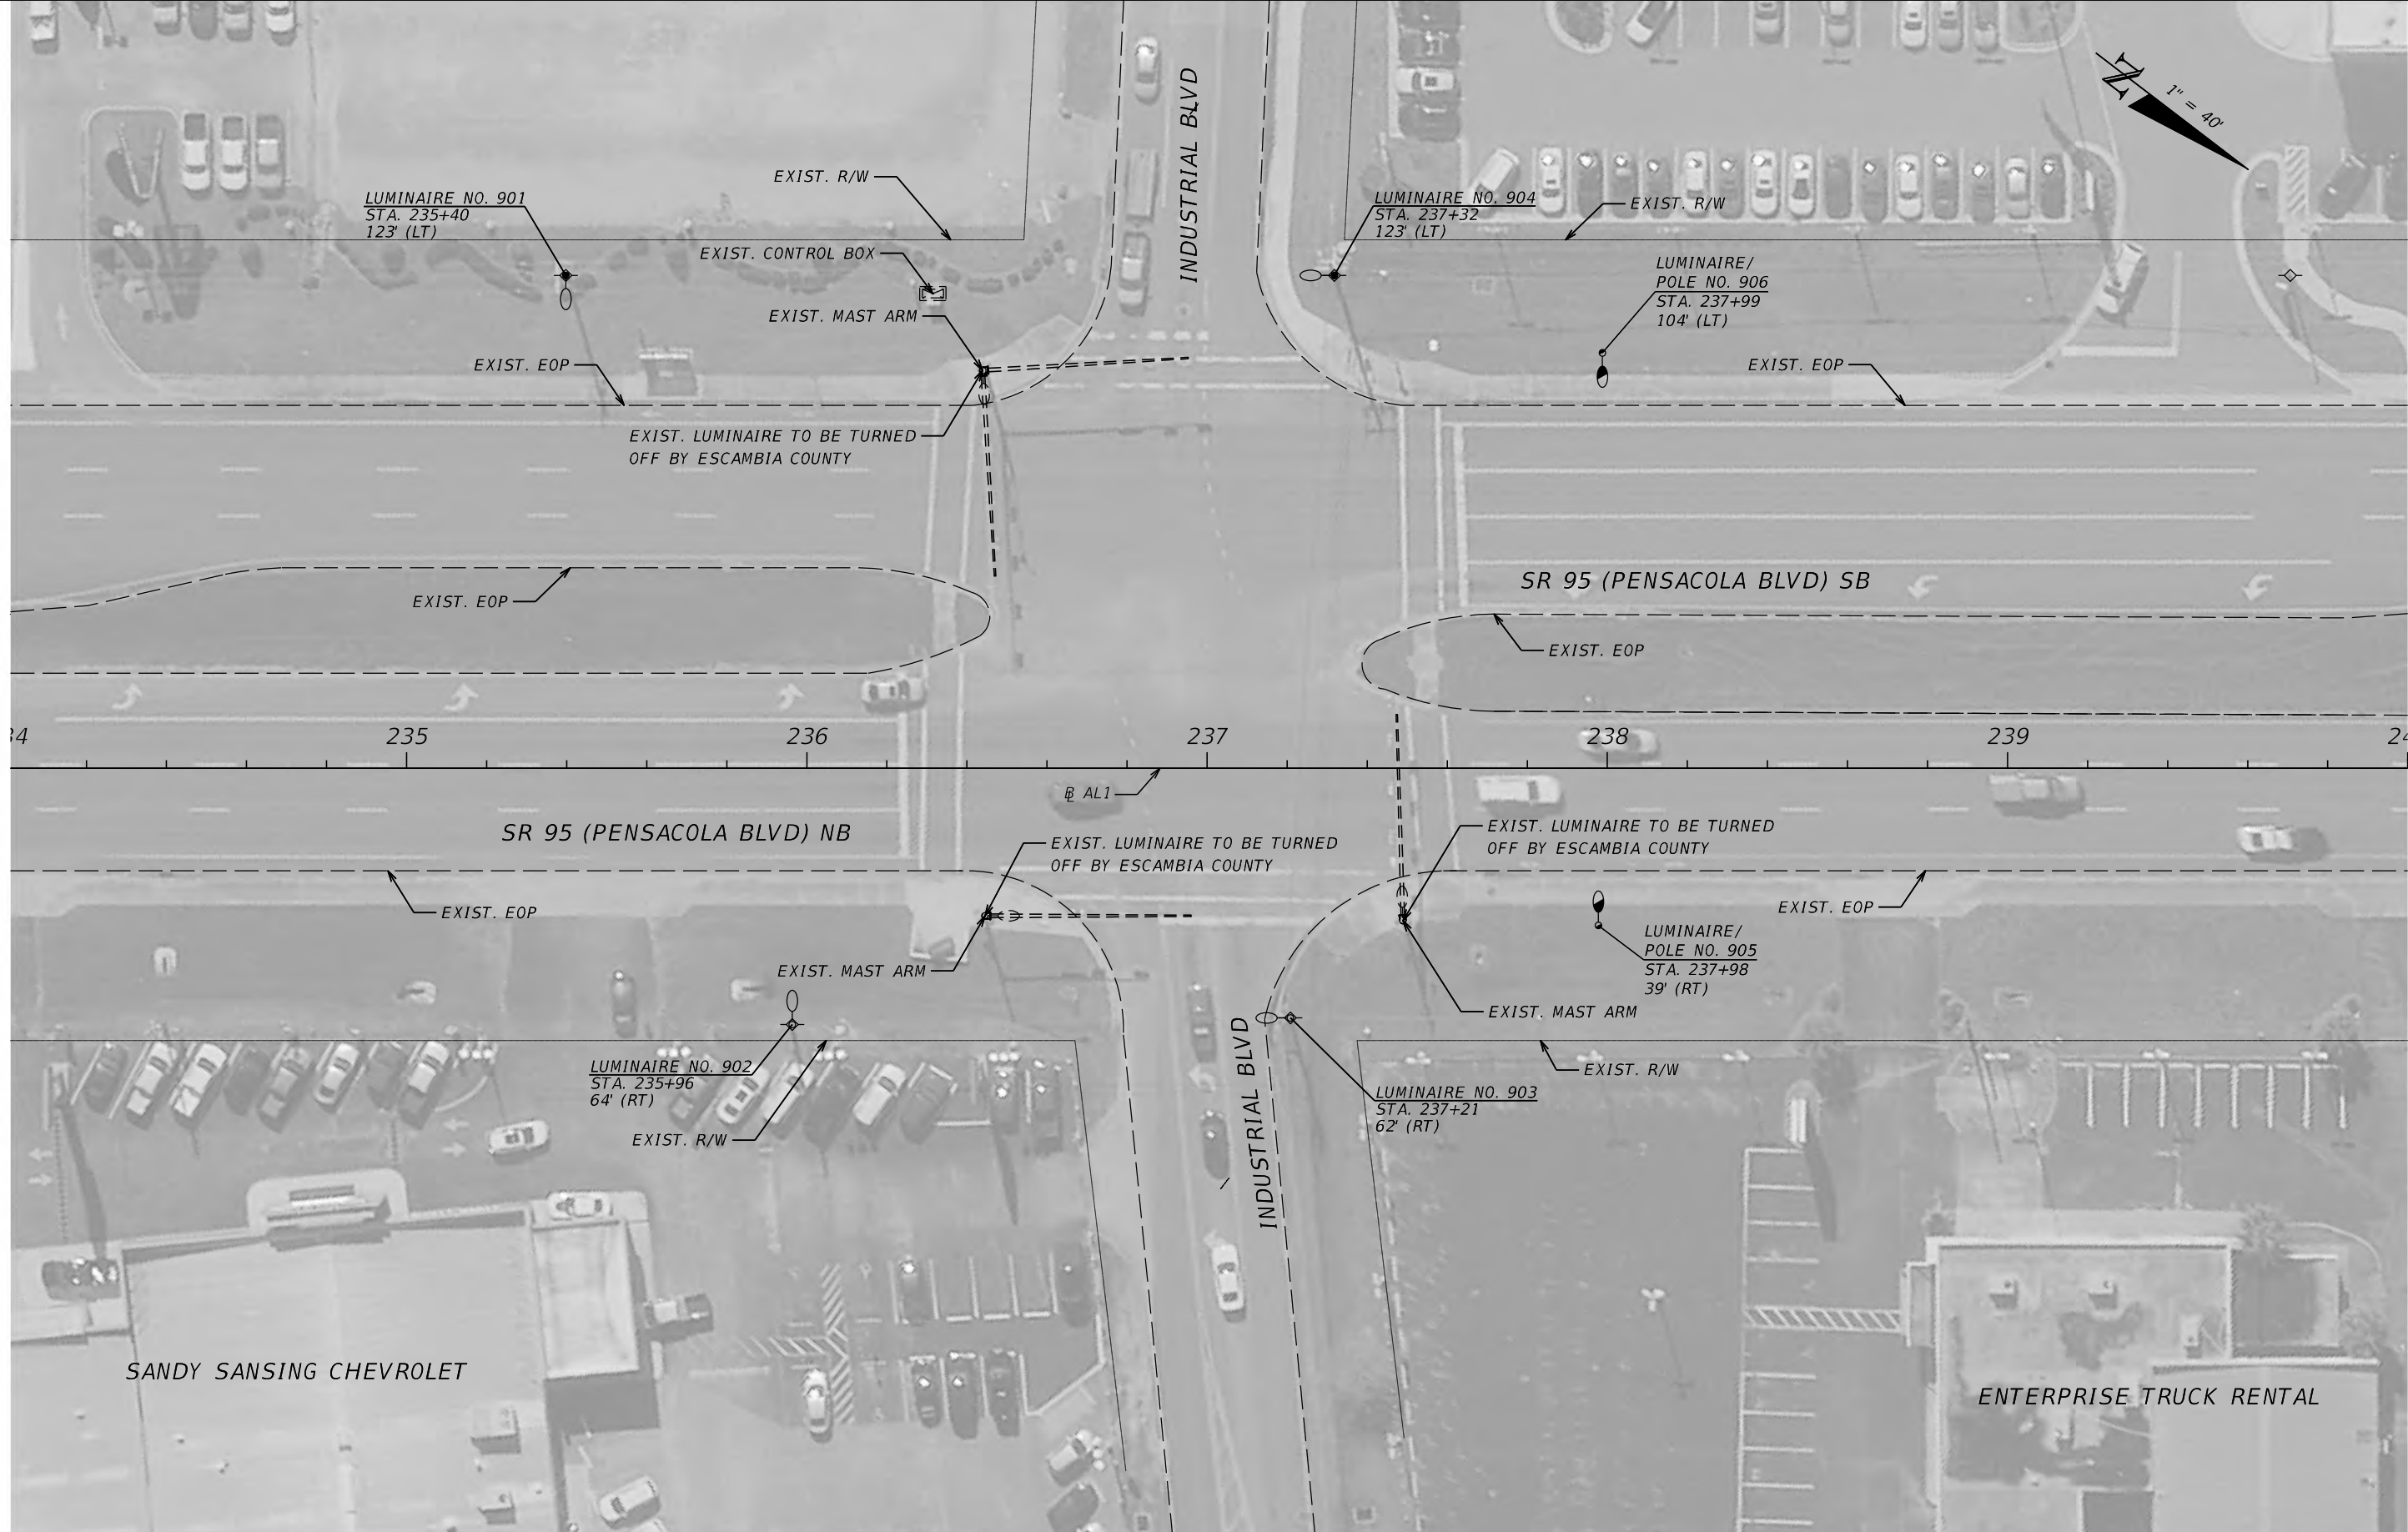 INDUSTRIAL BLVD
N
1" = 40'
EXIST. R/W
LUMINAIRE NO. 901
STA. 235+40
123' (LT)
LUMINAIRE NO. 904
STA. 237+32
123' (LT)
EXIST. R/W
EXIST. CONTROL BOX
LUMINAIRE/
POLE NO. 906
STA. 237+99
104' (LT)
EXIST. MAST ARM
EXIST. EOP
EXIST. EOP
EXIST. LUMINAIRE TO BE TURNED
OFF BY ESCAMBIA COUNTY
SR 95 (PENSACOLA BLVD) SB
EXIST. EOP
EXIST. EOP
34 235 236 237 238 239 24
BL AL1
SR 95 (PENSACOLA BLVD) NB
EXIST. LUMINAIRE TO BE TURNED
OFF BY ESCAMBIA COUNTY
EXIST. LUMINAIRE TO BE TURNED
OFF BY ESCAMBIA COUNTY
EXIST. EOP
EXIST. EOP
LUMINAIRE/
POLE NO. 905
STA. 237+98
39' (RT)
EXIST. MAST ARM
EXIST. MAST ARM
INDUSTRIAL BLVD
LUMINAIRE NO. 902
STA. 235+96
64' (RT)
EXIST. R/W
LUMINAIRE NO. 903
STA. 237+21
62' (RT)
EXIST. R/W
SANDY SANSING CHEVROLET
ENTERPRISE TRUCK RENTAL